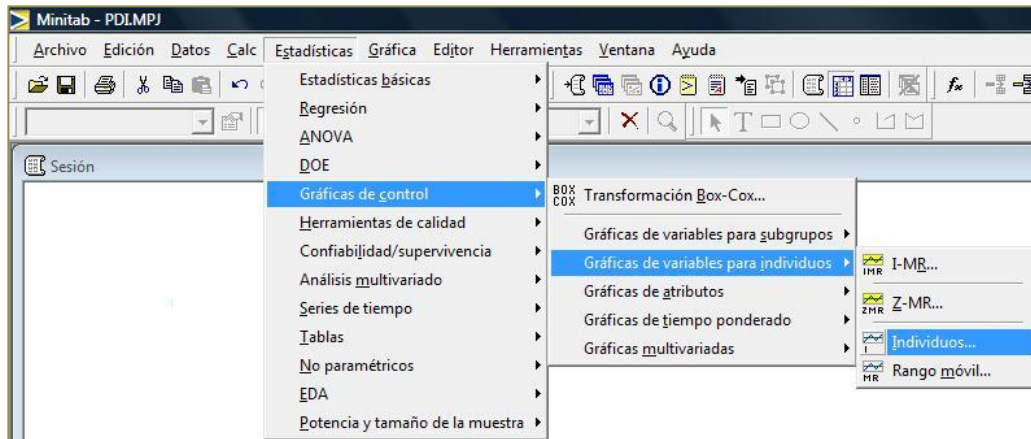 Minitab - PDI.MPJ
Archivo Edición Datos Calc Estadísticas Gráfica Editor Herramientas Ventana Ayuda
Sesión
Estadísticas básicas
Regresión
ANOVA
DOE
Gráficas de control
Herramientas de calidad
Confiabilidad/supervivencia
Análisis multivariado
Series de tiempo
Tablas
No paramétricos
EDA
Potencia y tamaño de la muestra
BOX COX Transformación Box-Cox...
Gráficas de variables para subgrupos
Gráficas de variables para individuos
Gráficas de atributos
Gráficas de tiempo ponderado
Gráficas multivariadas
IMR I-MR...
ZMR Z-MR...
I Individuos...
MR Rango móvil...